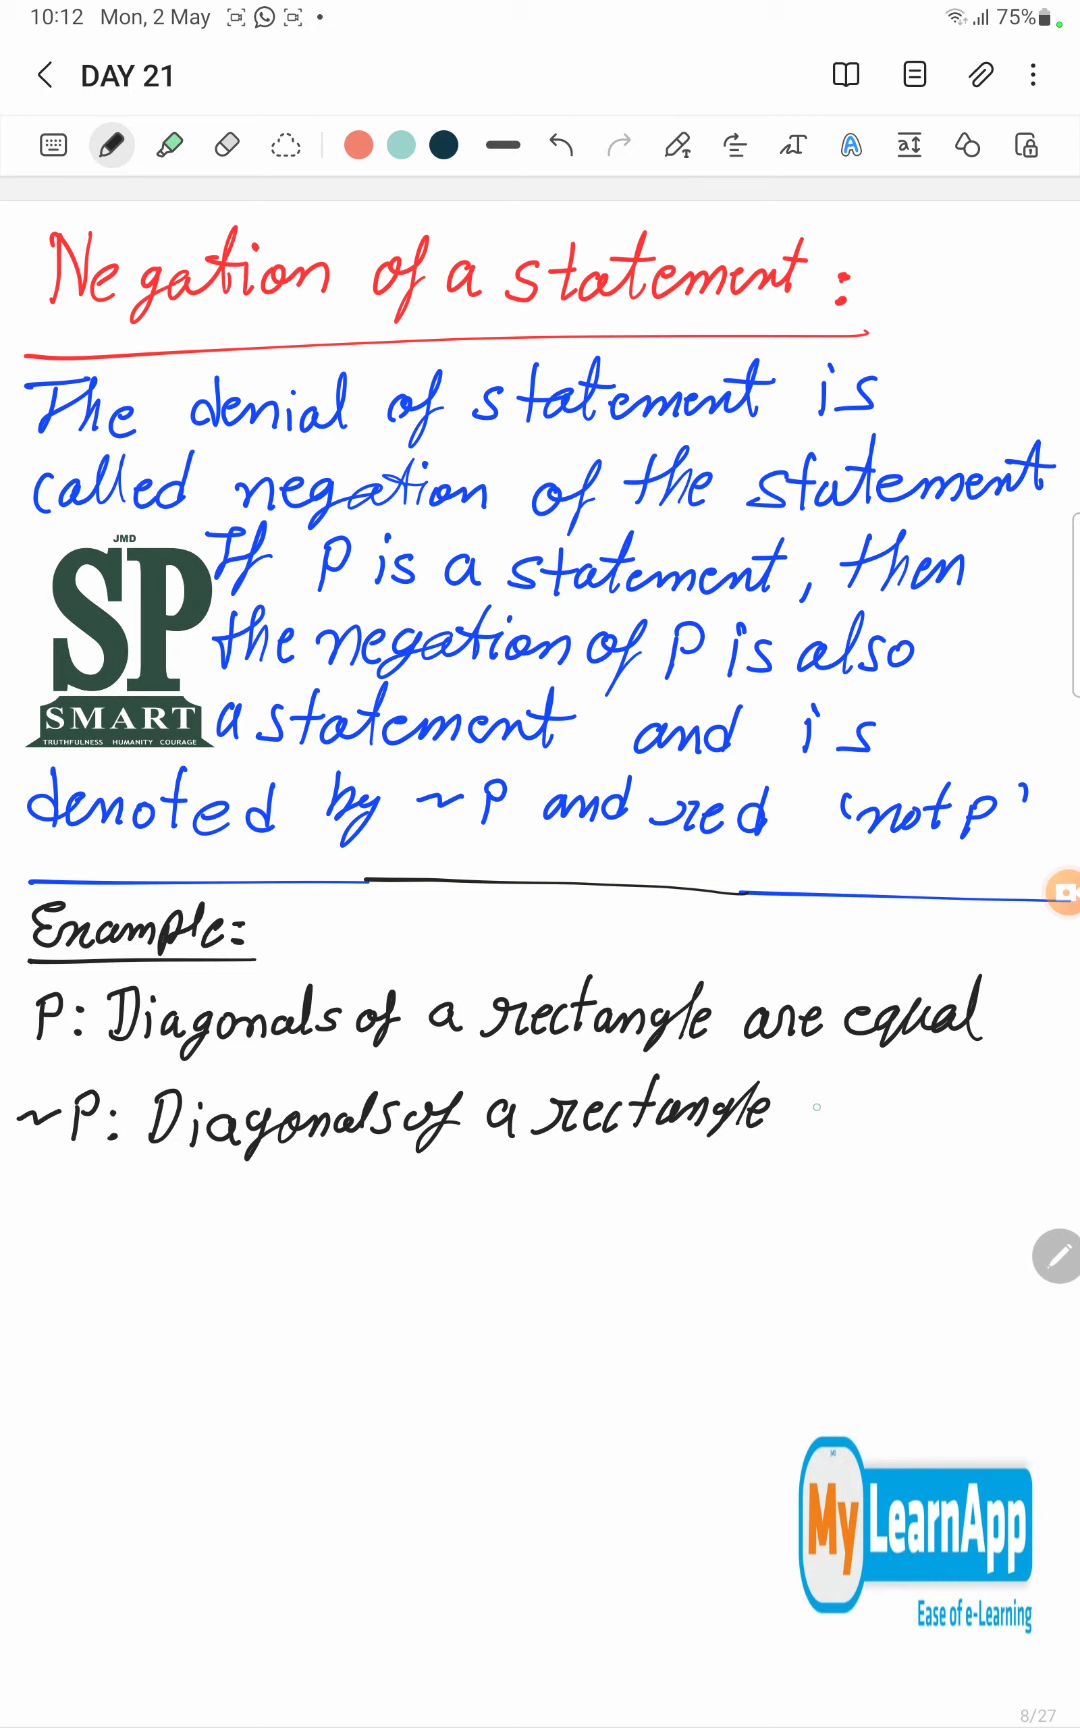 10:12 Mon, 2 May
75%
DAY 21
Negation of a statement :
The denial of statement is
called negation of the statement
If P is a statement, then
the negation of P is also
a statement and is
denoted by ~P and red 'not P'
JMD
SP
SMART
TRUTHFULNESS HUMANITY COURAGE
Example:
P: Diagonals of a rectangle are equal
~P: Diagonals of a rectangle
My LearnApp
Ease of e-Learning
8/27